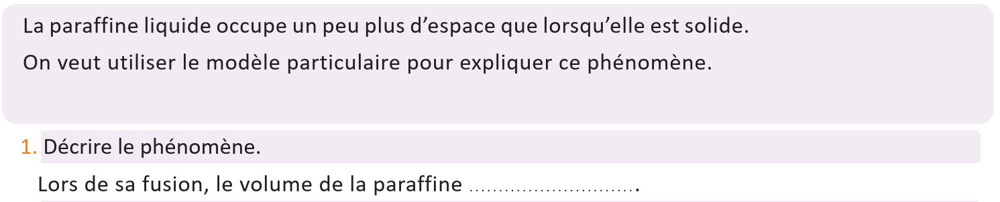 La paraffine liquide occupe un peu plus d’espace que lorsqu’elle est solide.
On veut utiliser le modèle particulaire pour expliquer ce phénomène.
1. Décrire le phénomène.
Lors de sa fusion, le volume de la paraffine ............................